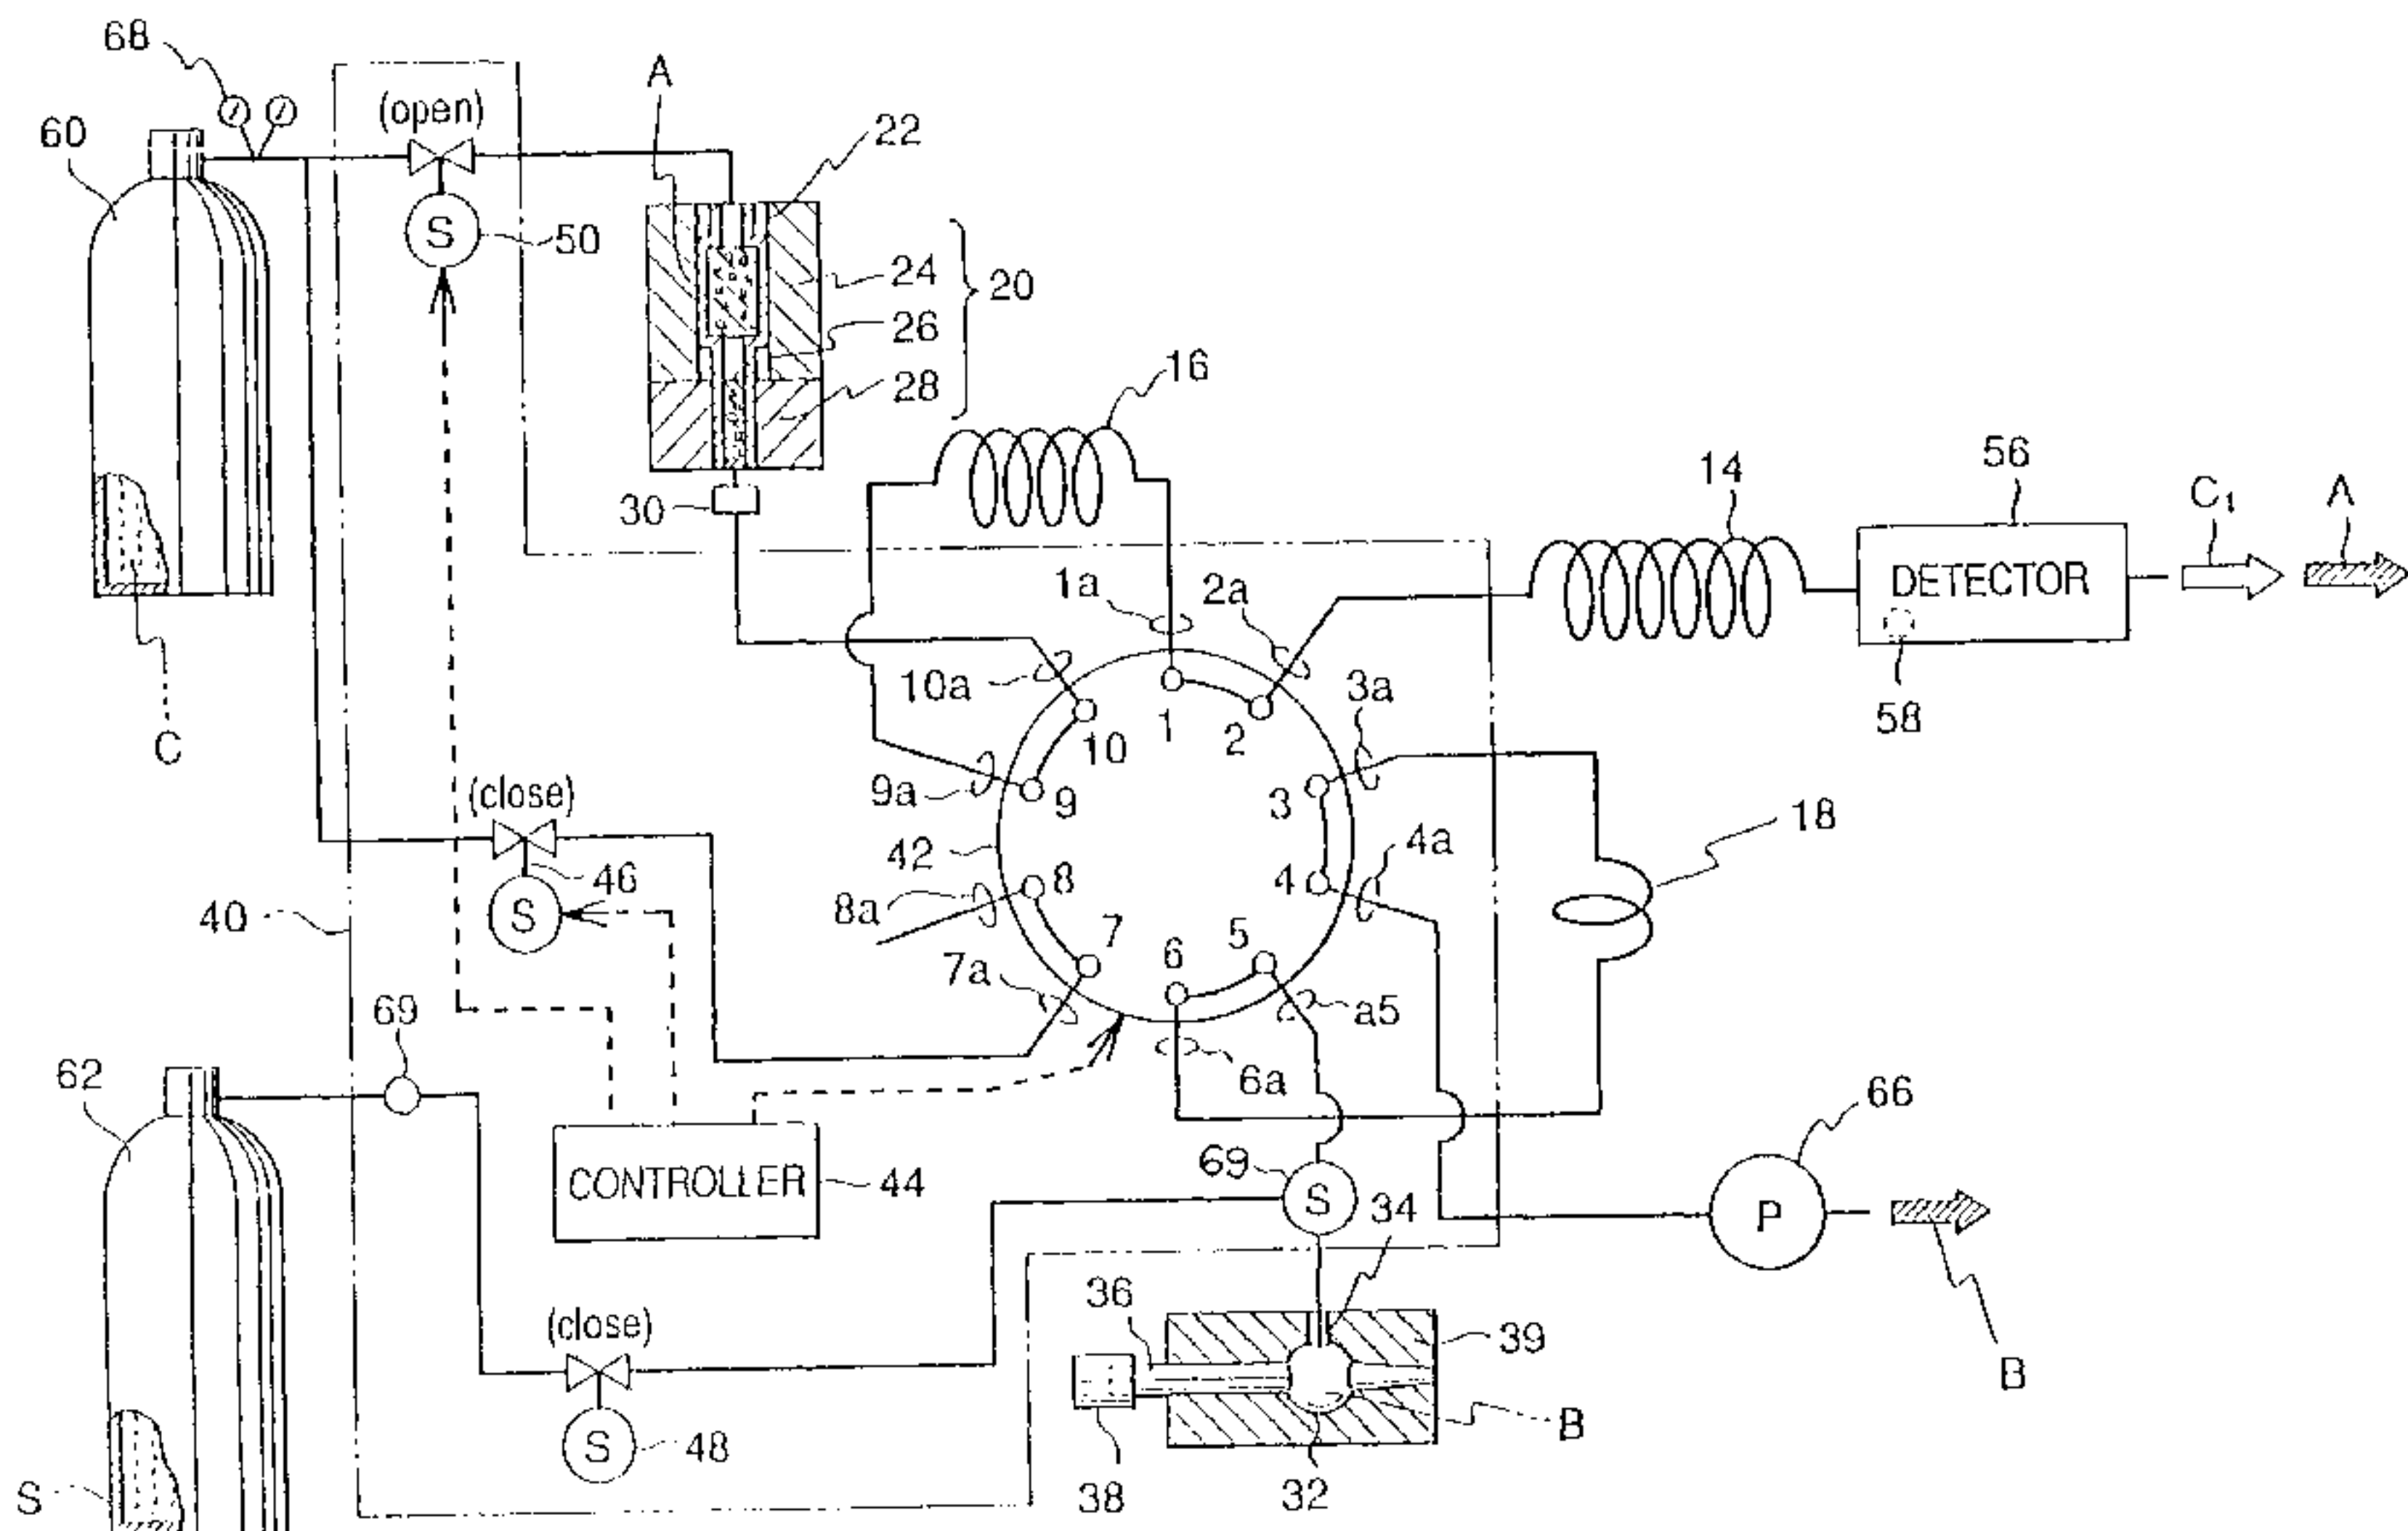 68
A
(open)
60
22
S
50
24
20
26
28
16
30
14
56
C₁
A
DETECTOR
58
1a
2a
10a
3a
1
2
10
9a
9
3
18
C
(close)
42
4a
46
4
8
8a
S
40
7
5
6
7a
a5
69
6a
62
66
CONTROLLER
44
69
S
34
P
36
(close)
39
B
B
S
48
38
32
S